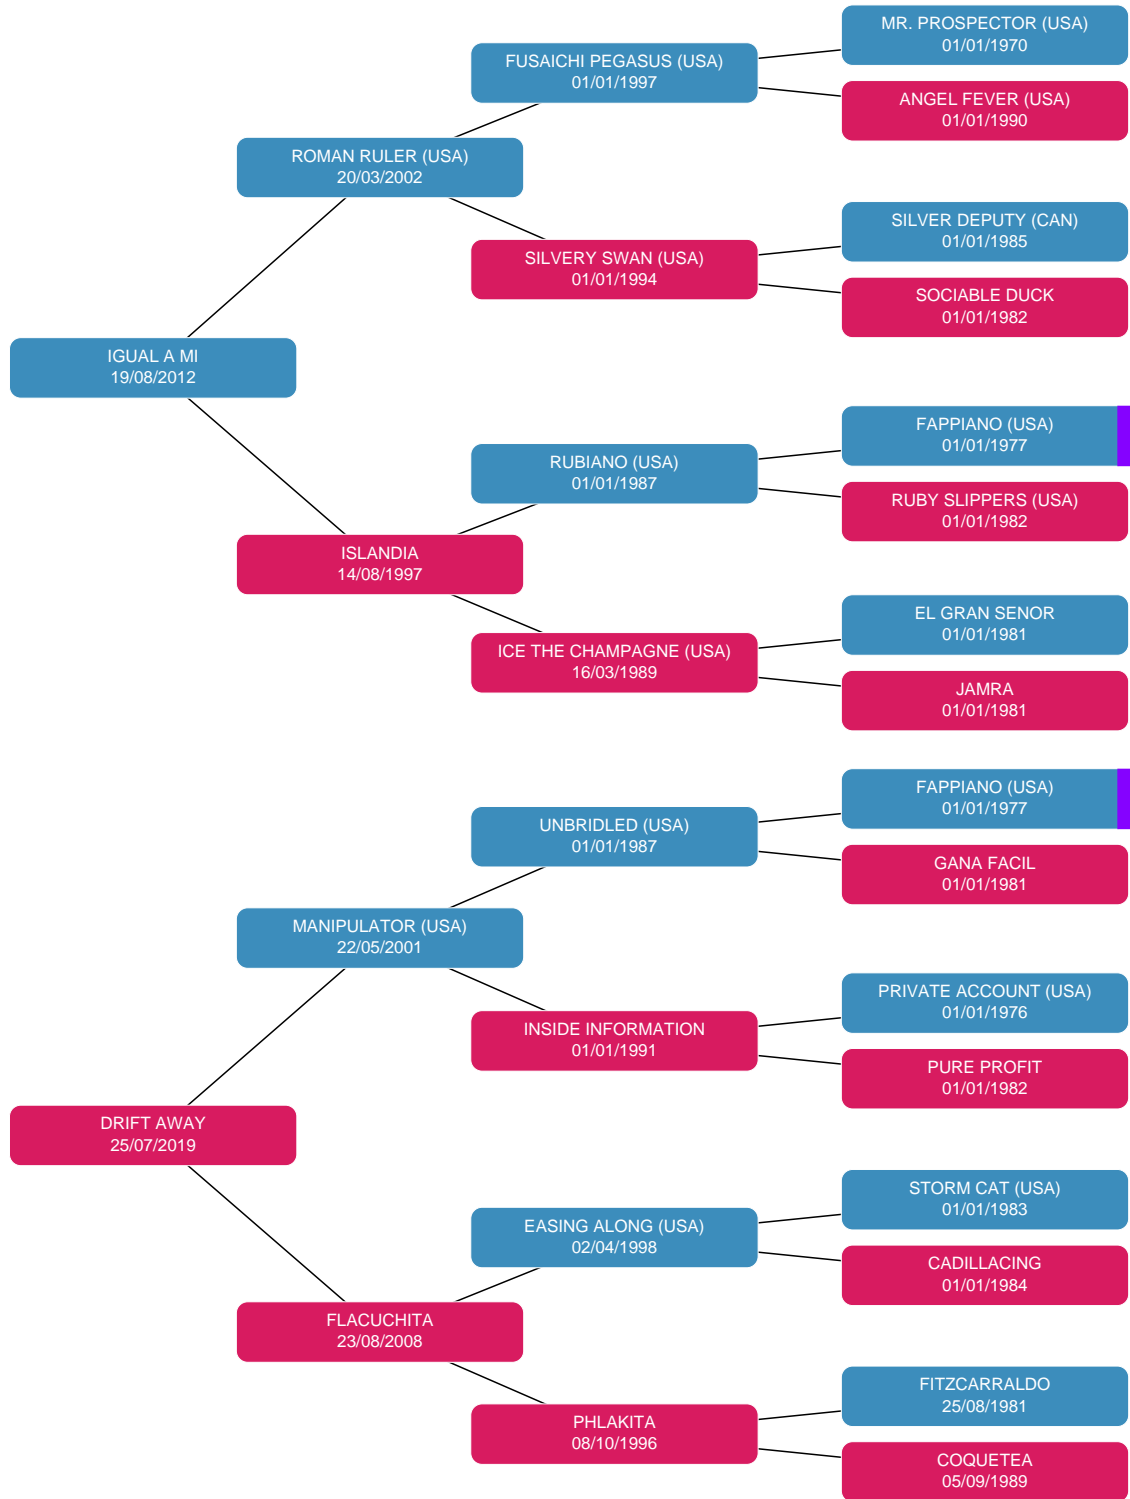 MR. PROSPECTOR (USA)
01/01/1970
FUSAICHI PEGASUS (USA)
01/01/1997
ANGEL FEVER (USA)
01/01/1990
ROMAN RULER (USA)
20/03/2002
SILVER DEPUTY (CAN)
01/01/1985
SILVERY SWAN (USA)
01/01/1994
SOCIABLE DUCK
01/01/1982
IGUAL A MI
19/08/2012
FAPPIANO (USA)
01/01/1977
RUBIANO (USA)
01/01/1987
RUBY SLIPPERS (USA)
01/01/1982
ISLANDIA
14/08/1997
EL GRAN SENOR
01/01/1981
ICE THE CHAMPAGNE (USA)
16/03/1989
JAMRA
01/01/1981
FAPPIANO (USA)
01/01/1977
UNBRIDLED (USA)
01/01/1987
GANA FACIL
01/01/1981
MANIPULATOR (USA)
22/05/2001
PRIVATE ACCOUNT (USA)
01/01/1976
INSIDE INFORMATION
01/01/1991
PURE PROFIT
01/01/1982
DRIFT AWAY
25/07/2019
STORM CAT (USA)
01/01/1983
EASING ALONG (USA)
02/04/1998
CADILLACING
01/01/1984
FLACUCHITA
23/08/2008
FITZCARRALDO
25/08/1981
PHLAKITA
08/10/1996
COQUETEA
05/09/1989